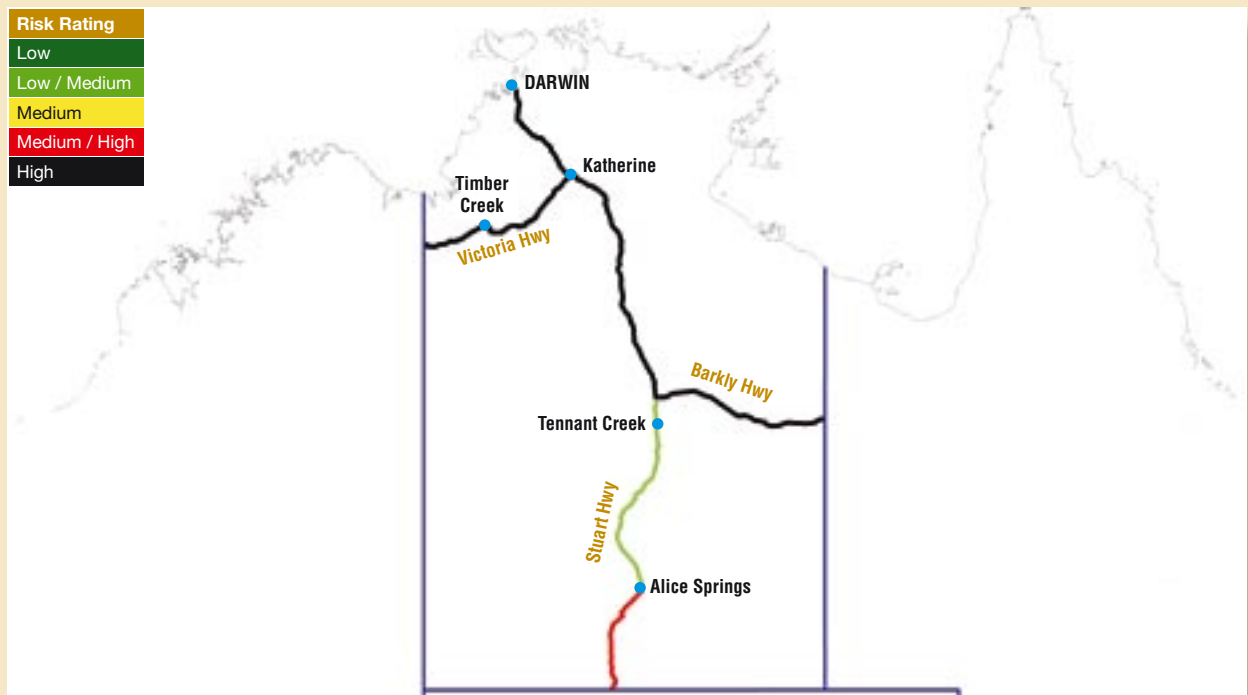 Risk Rating
Low
Low / Medium
Medium
Medium / High
High
DARWIN
Katherine
Timber
Creek
Victoria Hwy
Barkly Hwy
Tennant Creek
Stuart Hwy
Alice Springs